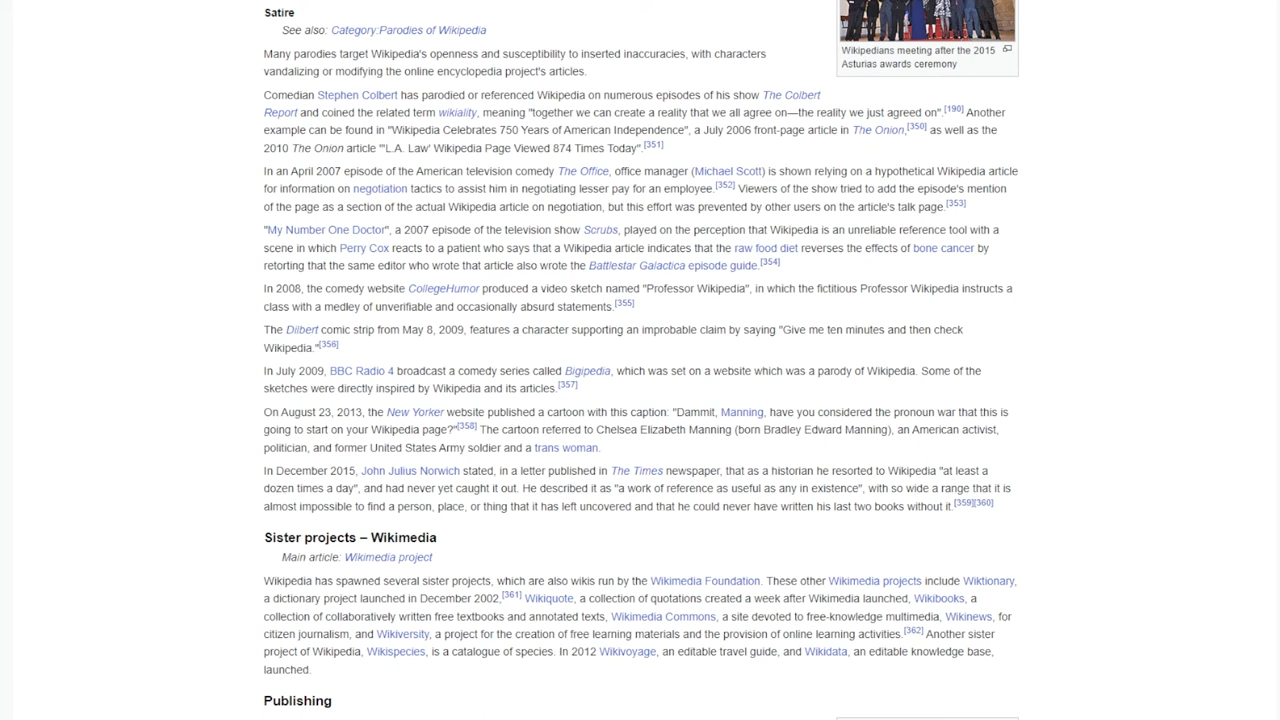 Satire
See also: Category:Parodies of Wikipedia
Wikipedians meeting after the 2015
Asturias awards ceremony
Many parodies target Wikipedia's openness and susceptibility to inserted inaccuracies, with characters
vandalizing or modifying the online encyclopedia project's articles.
Comedian Stephen Colbert has parodied or referenced Wikipedia on numerous episodes of his show The Colbert
Report and coined the related term wikiality, meaning "together we can create a reality that we all agree on—the reality we just agreed on".[190] Another
example can be found in "Wikipedia Celebrates 750 Years of American Independence", a July 2006 front-page article in The Onion,[350] as well as the
2010 The Onion article "'L.A. Law' Wikipedia Page Viewed 874 Times Today".[351]
In an April 2007 episode of the American television comedy The Office, office manager (Michael Scott) is shown relying on a hypothetical Wikipedia article
for information on negotiation tactics to assist him in negotiating lesser pay for an employee.[352] Viewers of the show tried to add the episode's mention
of the page as a section of the actual Wikipedia article on negotiation, but this effort was prevented by other users on the article's talk page.[353]
"My Number One Doctor", a 2007 episode of the television show Scrubs, played on the perception that Wikipedia is an unreliable reference tool with a
scene in which Perry Cox reacts to a patient who says that a Wikipedia article indicates that the raw food diet reverses the effects of bone cancer by
retorting that the same editor who wrote that article also wrote the Battlestar Galactica episode guide.[354]
In 2008, the comedy website CollegeHumor produced a video sketch named "Professor Wikipedia", in which the fictitious Professor Wikipedia instructs a
class with a medley of unverifiable and occasionally absurd statements.[355]
The Dilbert comic strip from May 8, 2009, features a character supporting an improbable claim by saying "Give me ten minutes and then check
Wikipedia."[356]
In July 2009, BBC Radio 4 broadcast a comedy series called Bigipedia, which was set on a website which was a parody of Wikipedia. Some of the
sketches were directly inspired by Wikipedia and its articles.[357]
On August 23, 2013, the New Yorker website published a cartoon with this caption: "Dammit, Manning, have you considered the pronoun war that this is
going to start on your Wikipedia page?"[358] The cartoon referred to Chelsea Elizabeth Manning (born Bradley Edward Manning), an American activist,
politician, and former United States Army soldier and a trans woman.
In December 2015, John Julius Norwich stated, in a letter published in The Times newspaper, that as a historian he resorted to Wikipedia "at least a
dozen times a day", and had never yet caught it out. He described it as "a work of reference as useful as any in existence", with so wide a range that it is
almost impossible to find a person, place, or thing that it has left uncovered and that he could never have written his last two books without it.[359][360]
Sister projects – Wikimedia
Main article: Wikimedia project
Wikipedia has spawned several sister projects, which are also wikis run by the Wikimedia Foundation. These other Wikimedia projects include Wiktionary,
a dictionary project launched in December 2002,[361] Wikiquote, a collection of quotations created a week after Wikimedia launched, Wikibooks, a
collection of collaboratively written free textbooks and annotated texts, Wikimedia Commons, a site devoted to free-knowledge multimedia, Wikinews, for
citizen journalism, and Wikiversity, a project for the creation of free learning materials and the provision of online learning activities.[362] Another sister
project of Wikipedia, Wikispecies, is a catalogue of species. In 2012 Wikivoyage, an editable travel guide, and Wikidata, an editable knowledge base,
launched.
Publishing